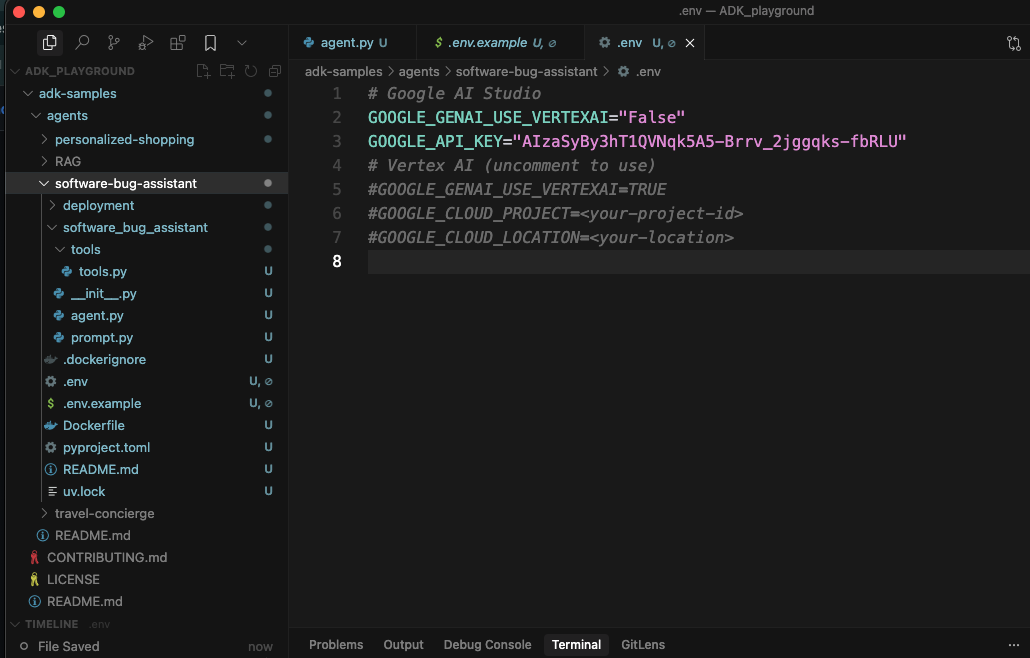 .env — ADK_playground
agent.py U
$ .env.example U,
.env U,
ADK_PLAYGROUND
adk-samples > agents > software-bug-assistant > .env
adk-samples
agents
personalized-shopping
RAG
software-bug-assistant
deployment
software_bug_assistant
tools
tools.py U
__init__.py U
agent.py U
prompt.py U
.dockerignore U
.env U,
$ .env.example U,
Dockerfile U
pyproject.toml U
README.md U
uv.lock U
travel-concierge
README.md
CONTRIBUTING.md
LICENSE
README.md
TIMELINE .env
File Saved now
1 # Google AI Studio
2 GOOGLE_GENAI_USE_VERTEXAI="False"
3 GOOGLE_API_KEY="AIzaSyBy3hT1QVNqk5A5-Brrv_2jggqks-fbRLU"
4 # Vertex AI (uncomment to use)
5 #GOOGLE_GENAI_USE_VERTEXAI=TRUE
6 #GOOGLE_CLOUD_PROJECT=<your-project-id>
7 #GOOGLE_CLOUD_LOCATION=<your-location>
8
Problems Output Debug Console Terminal GitLens